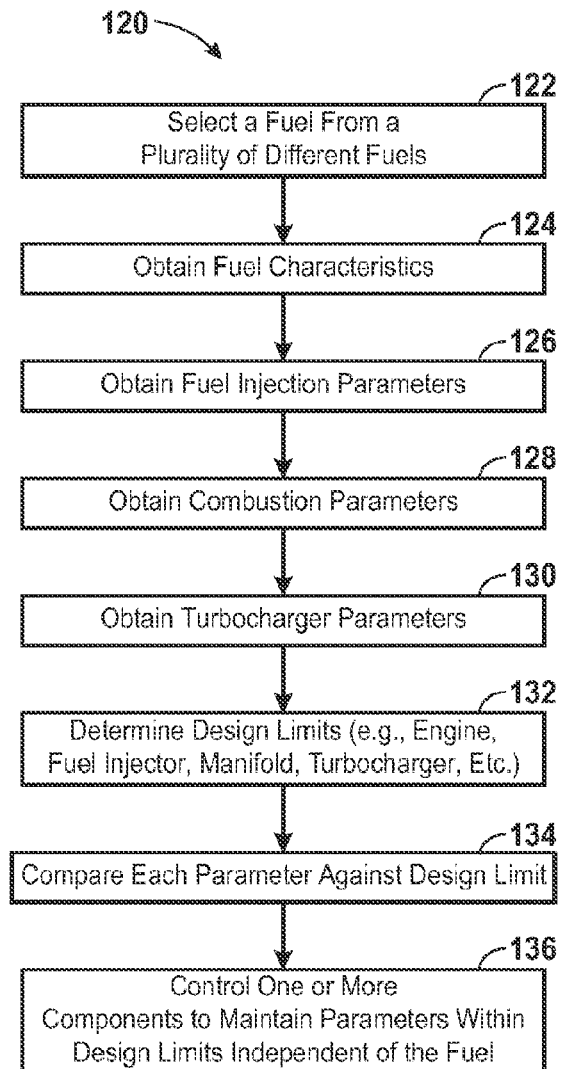 120
122
Select a Fuel From a
Plurality of Different Fuels
124
Obtain Fuel Characteristics
126
Obtain Fuel Injection Parameters
128
Obtain Combustion Parameters
130
Obtain Turbocharger Parameters
132
Determine Design Limits (e.g., Engine,
Fuel Injector, Manifold, Turbocharger, Etc.)
134
Compare Each Parameter Against Design Limit
136
Control One or More
Components to Maintain Parameters Within
Design Limits Independent of the Fuel